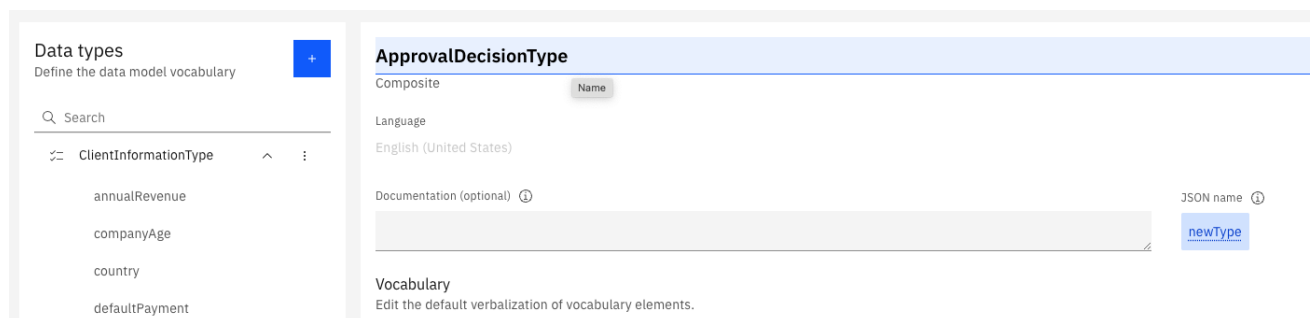 Data types
Define the data model vocabulary
+
Search
ClientInformationType
annualRevenue
companyAge
country
defaultPayment
ApprovalDecisionType
Composite
Name
Language
English (United States)
Documentation (optional)
JSON name
newType
Vocabulary
Edit the default verbalization of vocabulary elements.